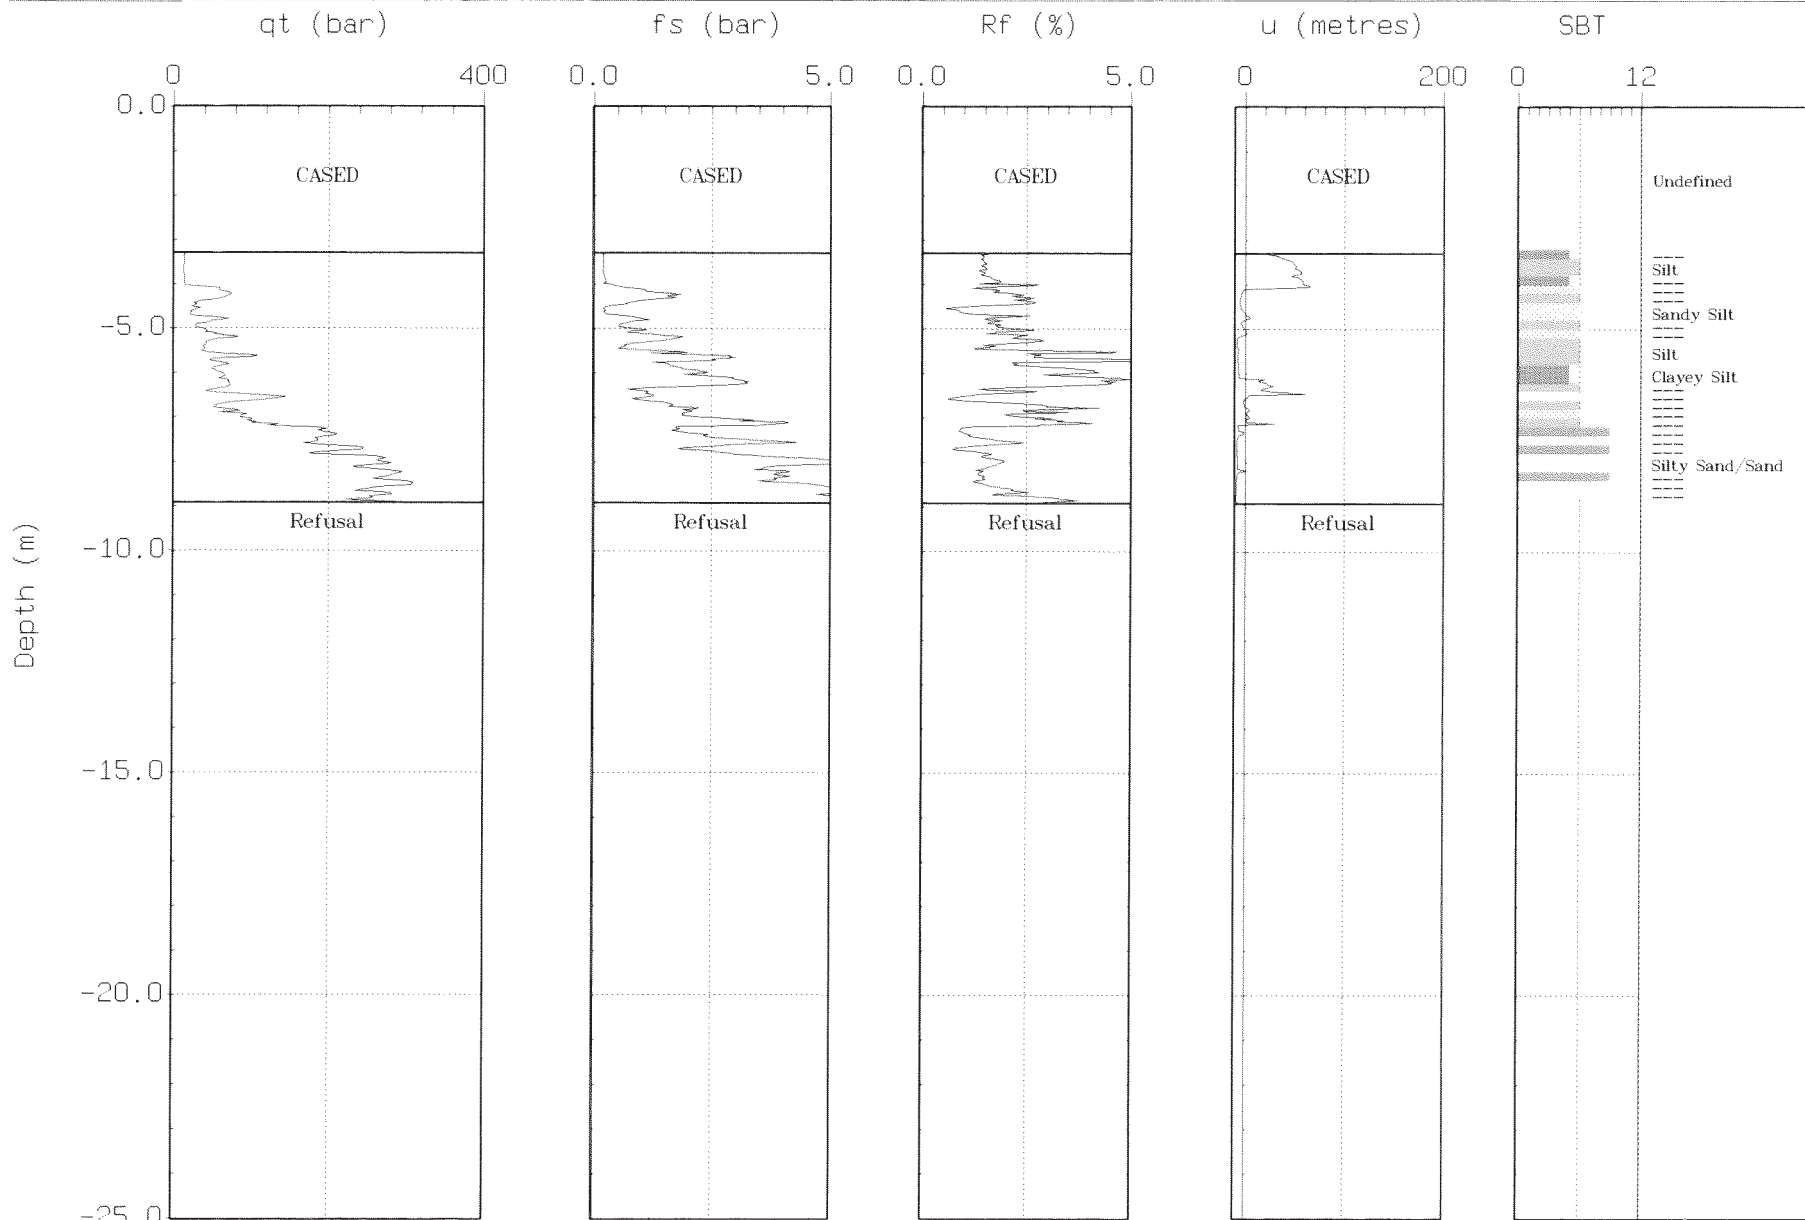 qt (bar) fs (bar) Rf (%) u (metres) SBT
0 400 0.0 5.0 0.0 5.0 0 200 0 12
0.0
CASED CASED CASED CASED Undefined
Silt
Sandy Silt
-5.0
Silt
Clayey Silt
Silty Sand/Sand
Refusal Refusal Refusal Refusal
-10.0
Depth (m)
-15.0
-20.0
-25.0